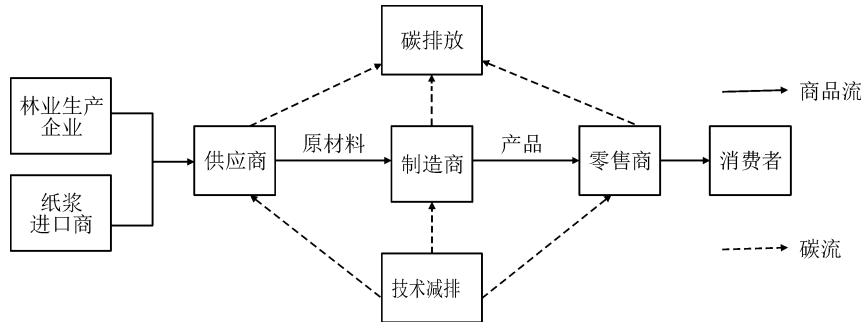 碳排放
林业生产
企业
商品流
原材料
产品
供应商
制造商
零售商
消费者
纸浆
进口商
碳流
技术减排